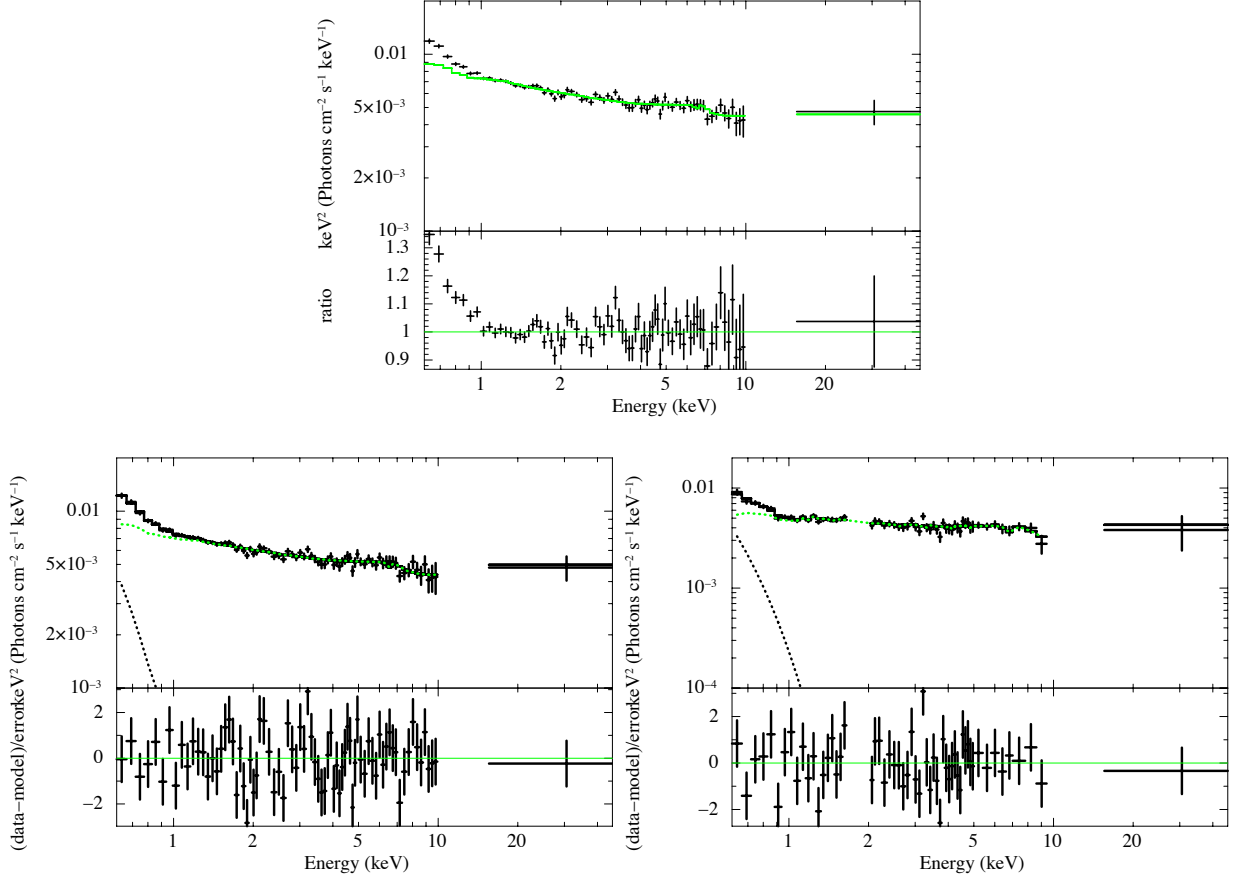 keV² (Photons cm⁻² s⁻¹ keV⁻¹)
0.01
5×10⁻³
2×10⁻³
10⁻³
ratio
1.3
1.2
1.1
1
0.9
1 2 5 10 20
Energy (keV)
(data−model)/errorkeV² (Photons cm⁻² s⁻¹ keV⁻¹)
0.01
5×10⁻³
2×10⁻³
10⁻³
2
0
−2
1 2 5 10 20
Energy (keV)
(data−model)/errorkeV² (Photons cm⁻² s⁻¹ keV⁻¹)
0.01
10⁻³
10⁻⁴
2
0
−2
1 2 5 10 20
Energy (keV)